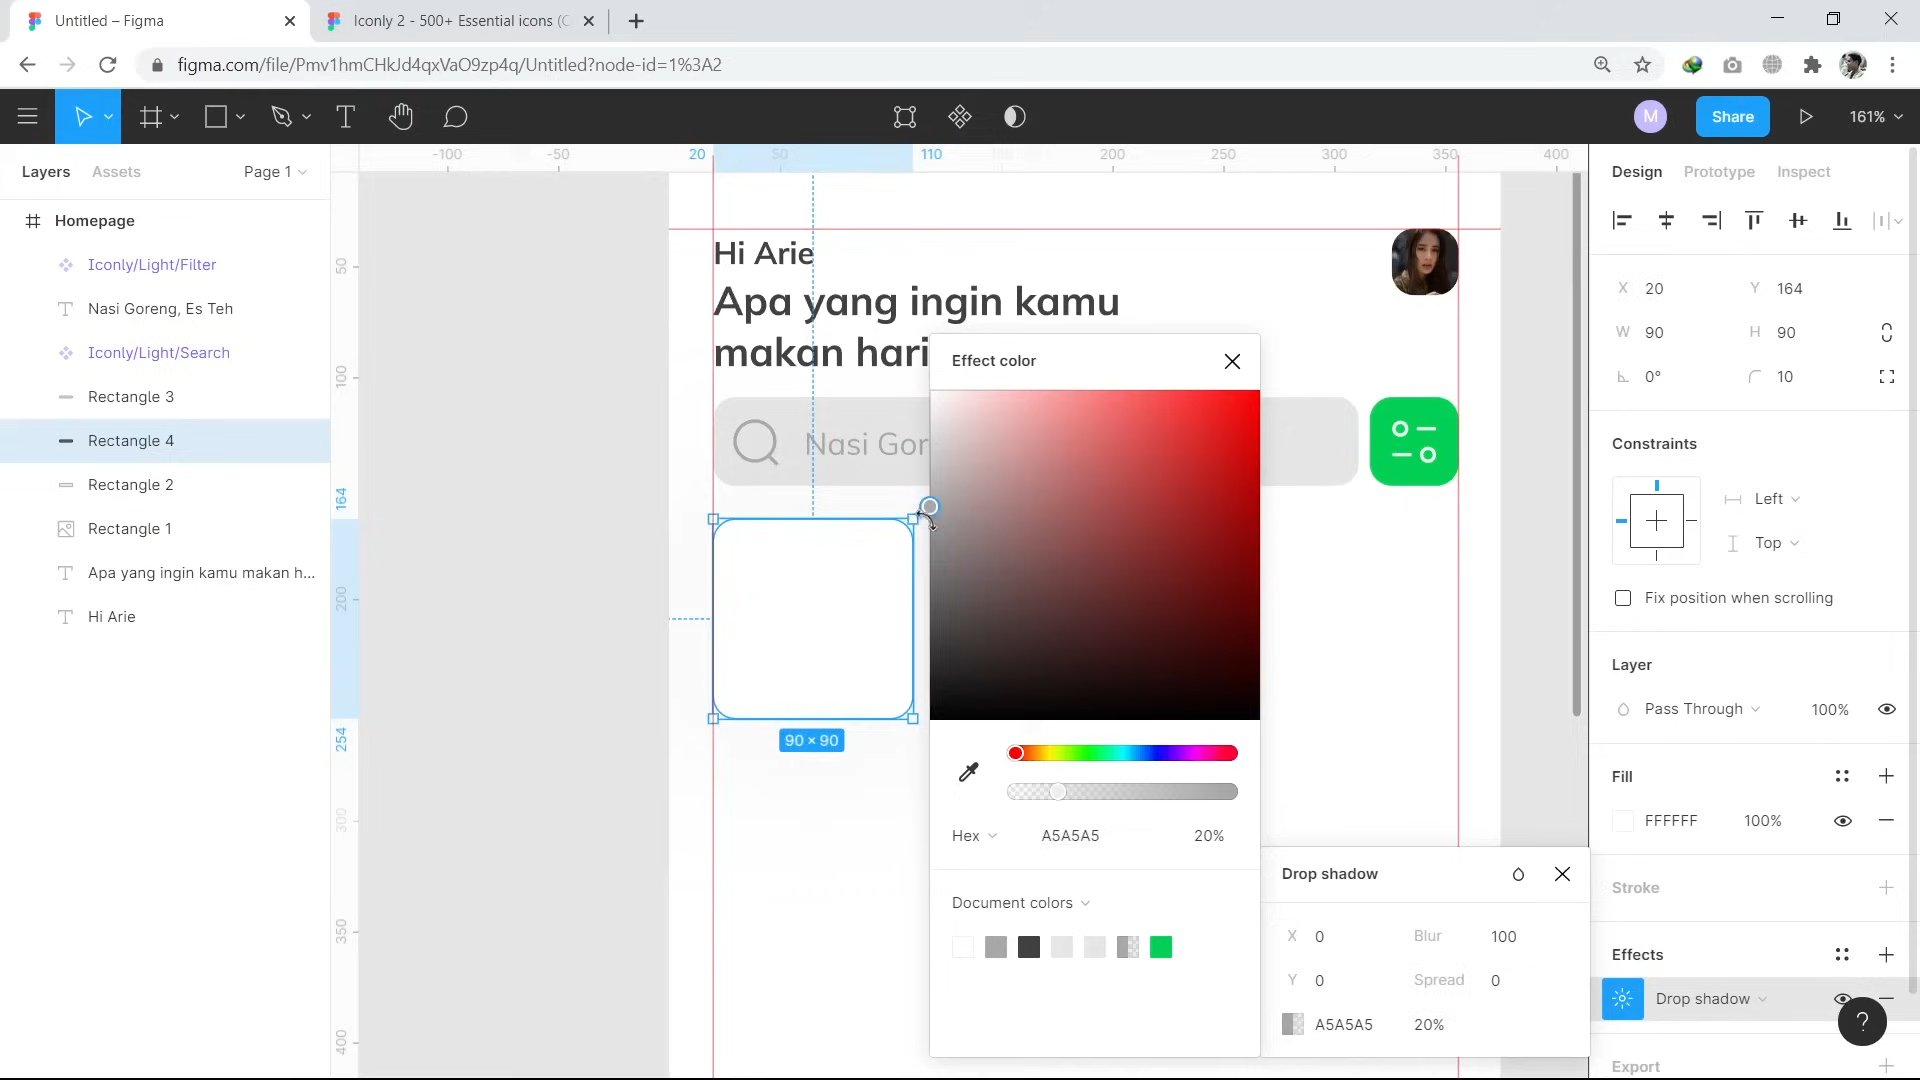 Untitled – Figma
Iconly 2 - 500+ Essential icons (C
figma.com/file/Pmv1hmCHkJd4qxVaO9zp4q/Untitled?node-id=1%3A2
M
Share
161%
Layers
Assets
Page 1
Homepage
Iconly/Light/Filter
Nasi Goreng, Es Teh
Iconly/Light/Search
Rectangle 3
Rectangle 4
Rectangle 2
Rectangle 1
Apa yang ingin kamu makan h...
Hi Arie
-100
-50
20
50
110
200
250
300
350
400
50
100
164
200
254
300
350
400
Hi Arie
Apa yang ingin kamu
makan hari
Nasi Gor
90 × 90
Effect color
Hex
A5A5A5
20%
Document colors
Drop shadow
X
0
Blur
100
Y
0
Spread
0
A5A5A5
20%
Design
Prototype
Inspect
X
20
Y
164
W
90
H
90
0°
10
Constraints
Left
Top
Fix position when scrolling
Layer
Pass Through
100%
Fill
FFFFFF
100%
Stroke
Effects
Drop shadow
?
Export